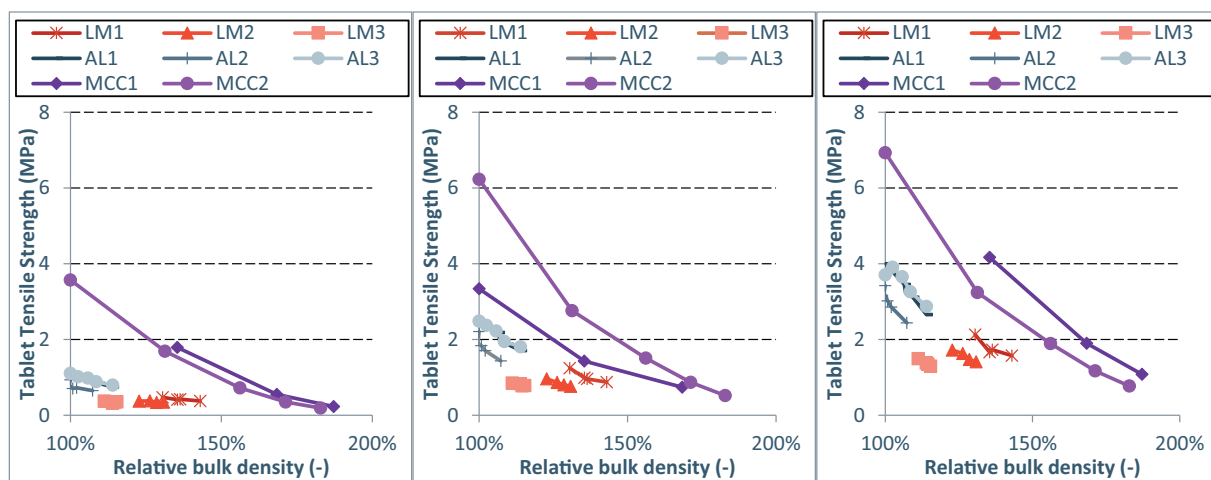 LM1 LM2 LM3
AL1 AL2 AL3
MCC1 MCC2
Tablet Tensile Strength (MPa)
8
6
4
2
0
100% 150% 200%
Relative bulk density (-)
LM1 LM2 LM3
AL1 AL2 AL3
MCC1 MCC2
Tablet Tensile Strength (MPa)
8
6
4
2
0
100% 150% 200%
Relative bulk density (-)
LM1 LM2 LM3
AL1 AL2 AL3
MCC1 MCC2
Tablet Tensile Strength (MPa)
8
6
4
2
0
100% 150% 200%
Relative bulk density (-)